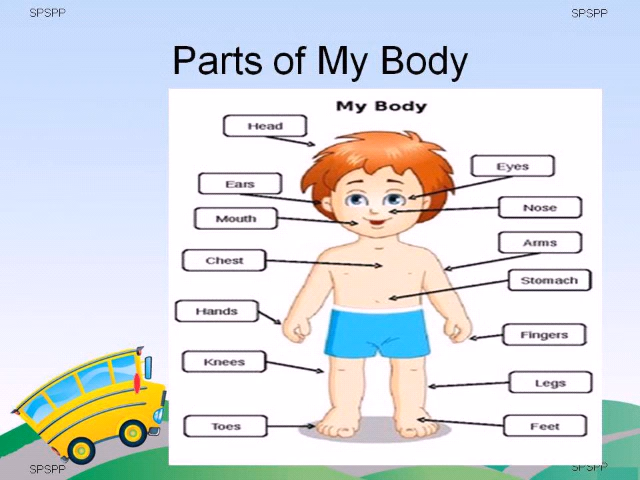 SPSPP SPSPP
Parts of My Body
My Body
Head
Eyes
Ears
Nose
Mouth
Arms
Chest
Stomach
Hands
Fingers
Knees
Legs
Toes
Feet
SPSPP SPSPP